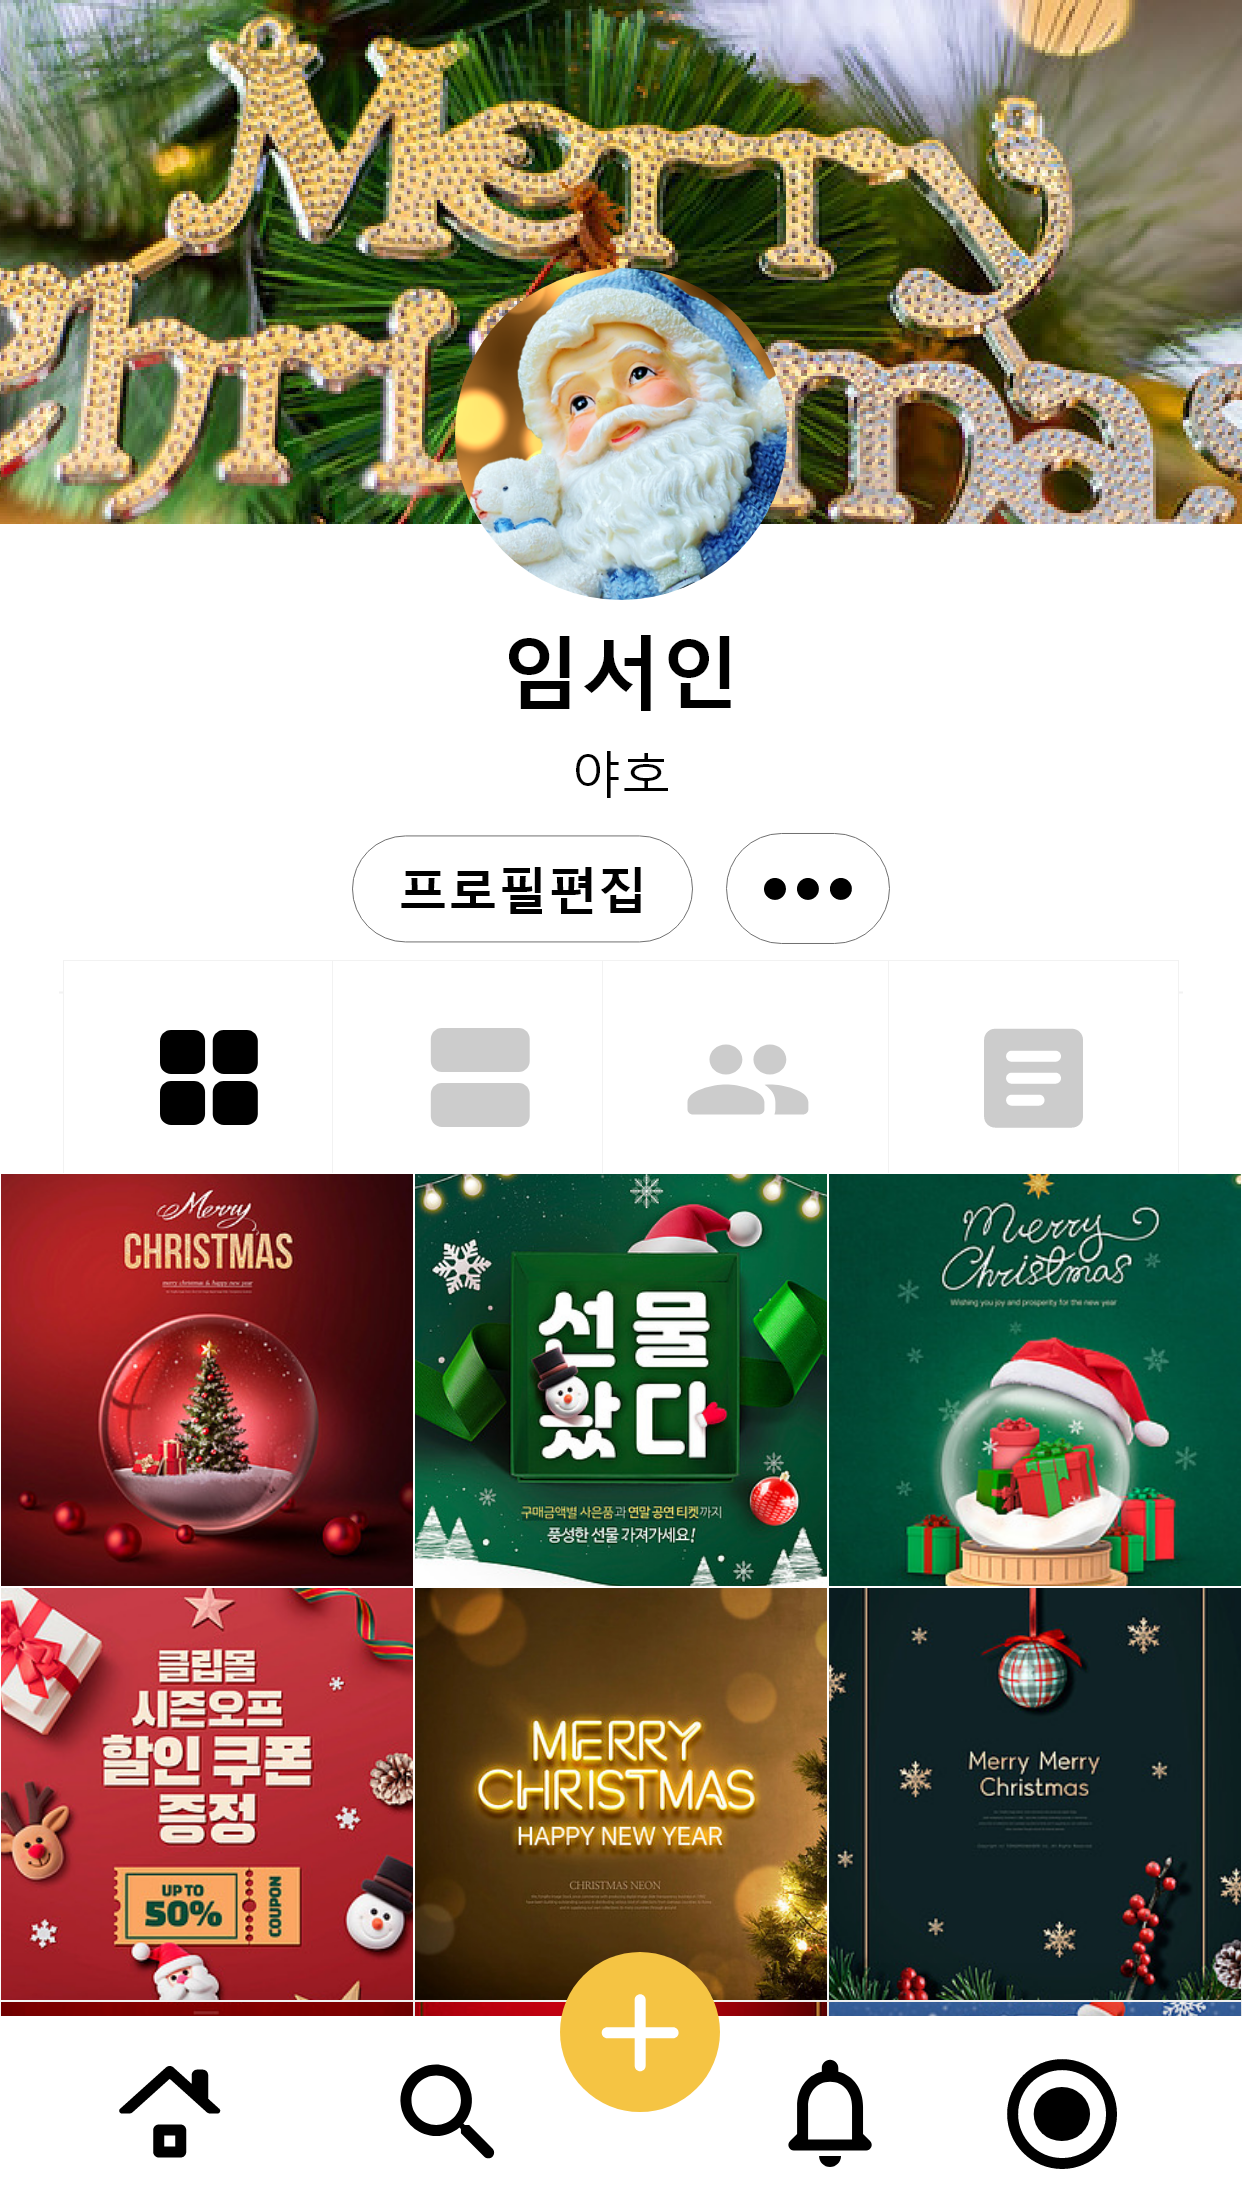 Merry
Christmas
임서인
야호
프로필편집
Merry
CHRISTMAS
merry christmas & happy new year
선물
왔다
구매금액별 사은품과 연말 공연 티켓까지
풍성한 선물 가져가세요!
Merry
Christmas
Wishing you joy and prosperity for the new year
클립몰
시즌오프
할인 쿠폰
증정
UP TO
50%
COUPON
MERRY
CHRISTMAS
HAPPY NEW YEAR
CHRISTMAS NEON
Merry Merry
Christmas